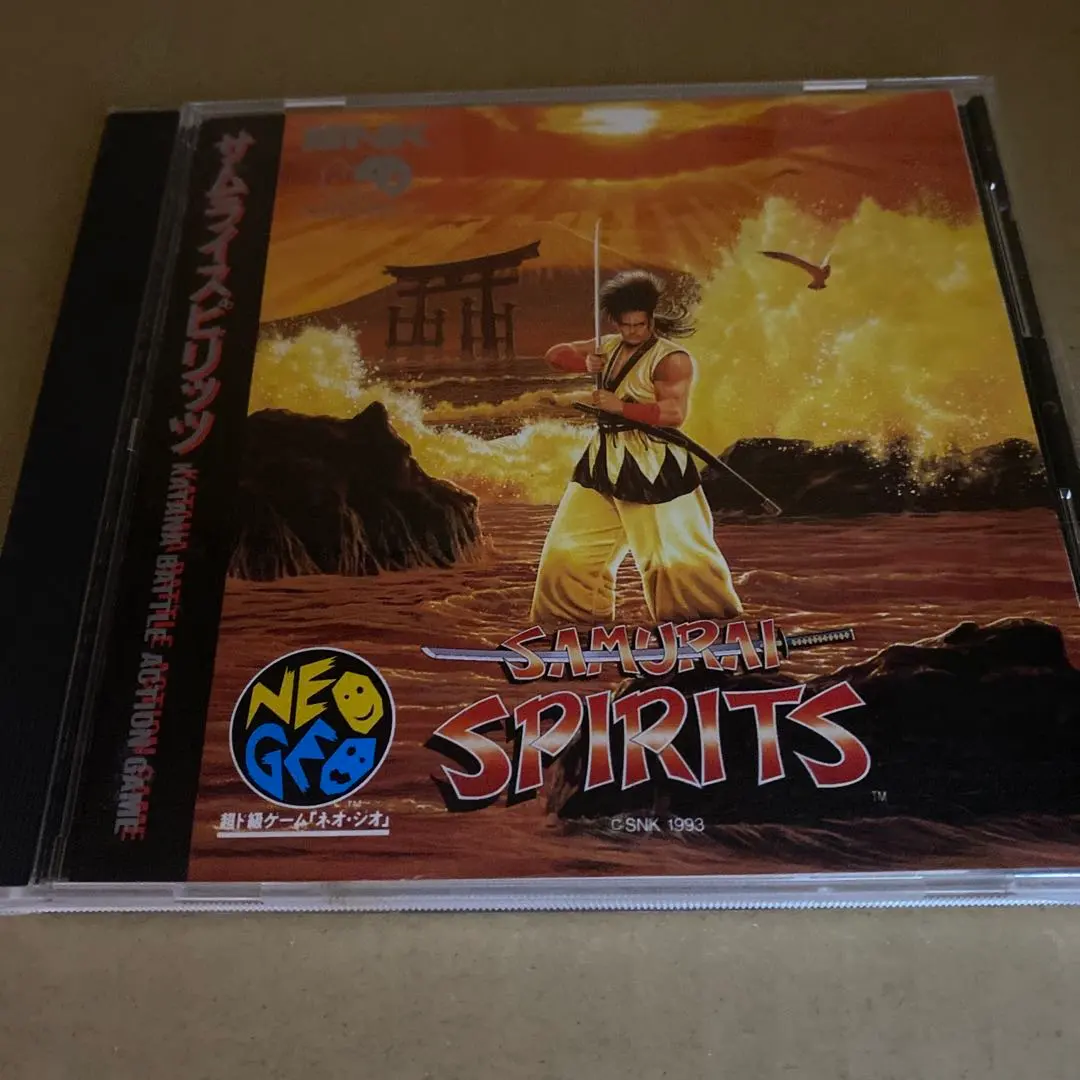 サムライスピリッツ
KATANA BATTLE ACTION GAME
SNK
NEO
GEO
超ド級ゲーム「ネオ・ジオ」
SAMURAI
SPIRITS
TM
©SNK 1993